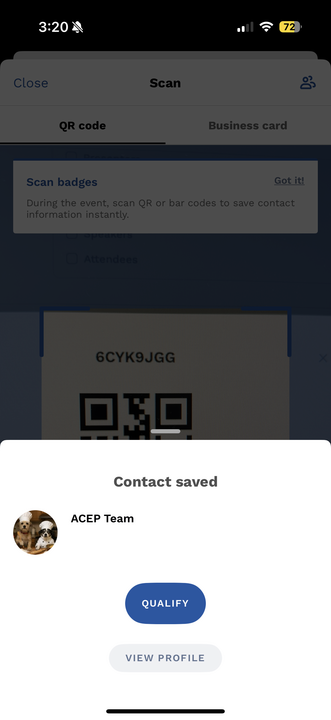 3:20
72
Close
Scan
QR code
Business card
Scan badges
Got it!
During the event, scan QR or bar codes to save contact
information instantly.
Attendees
6CYK9JGG
Contact saved
ACEP Team
QUALIFY
VIEW PROFILE